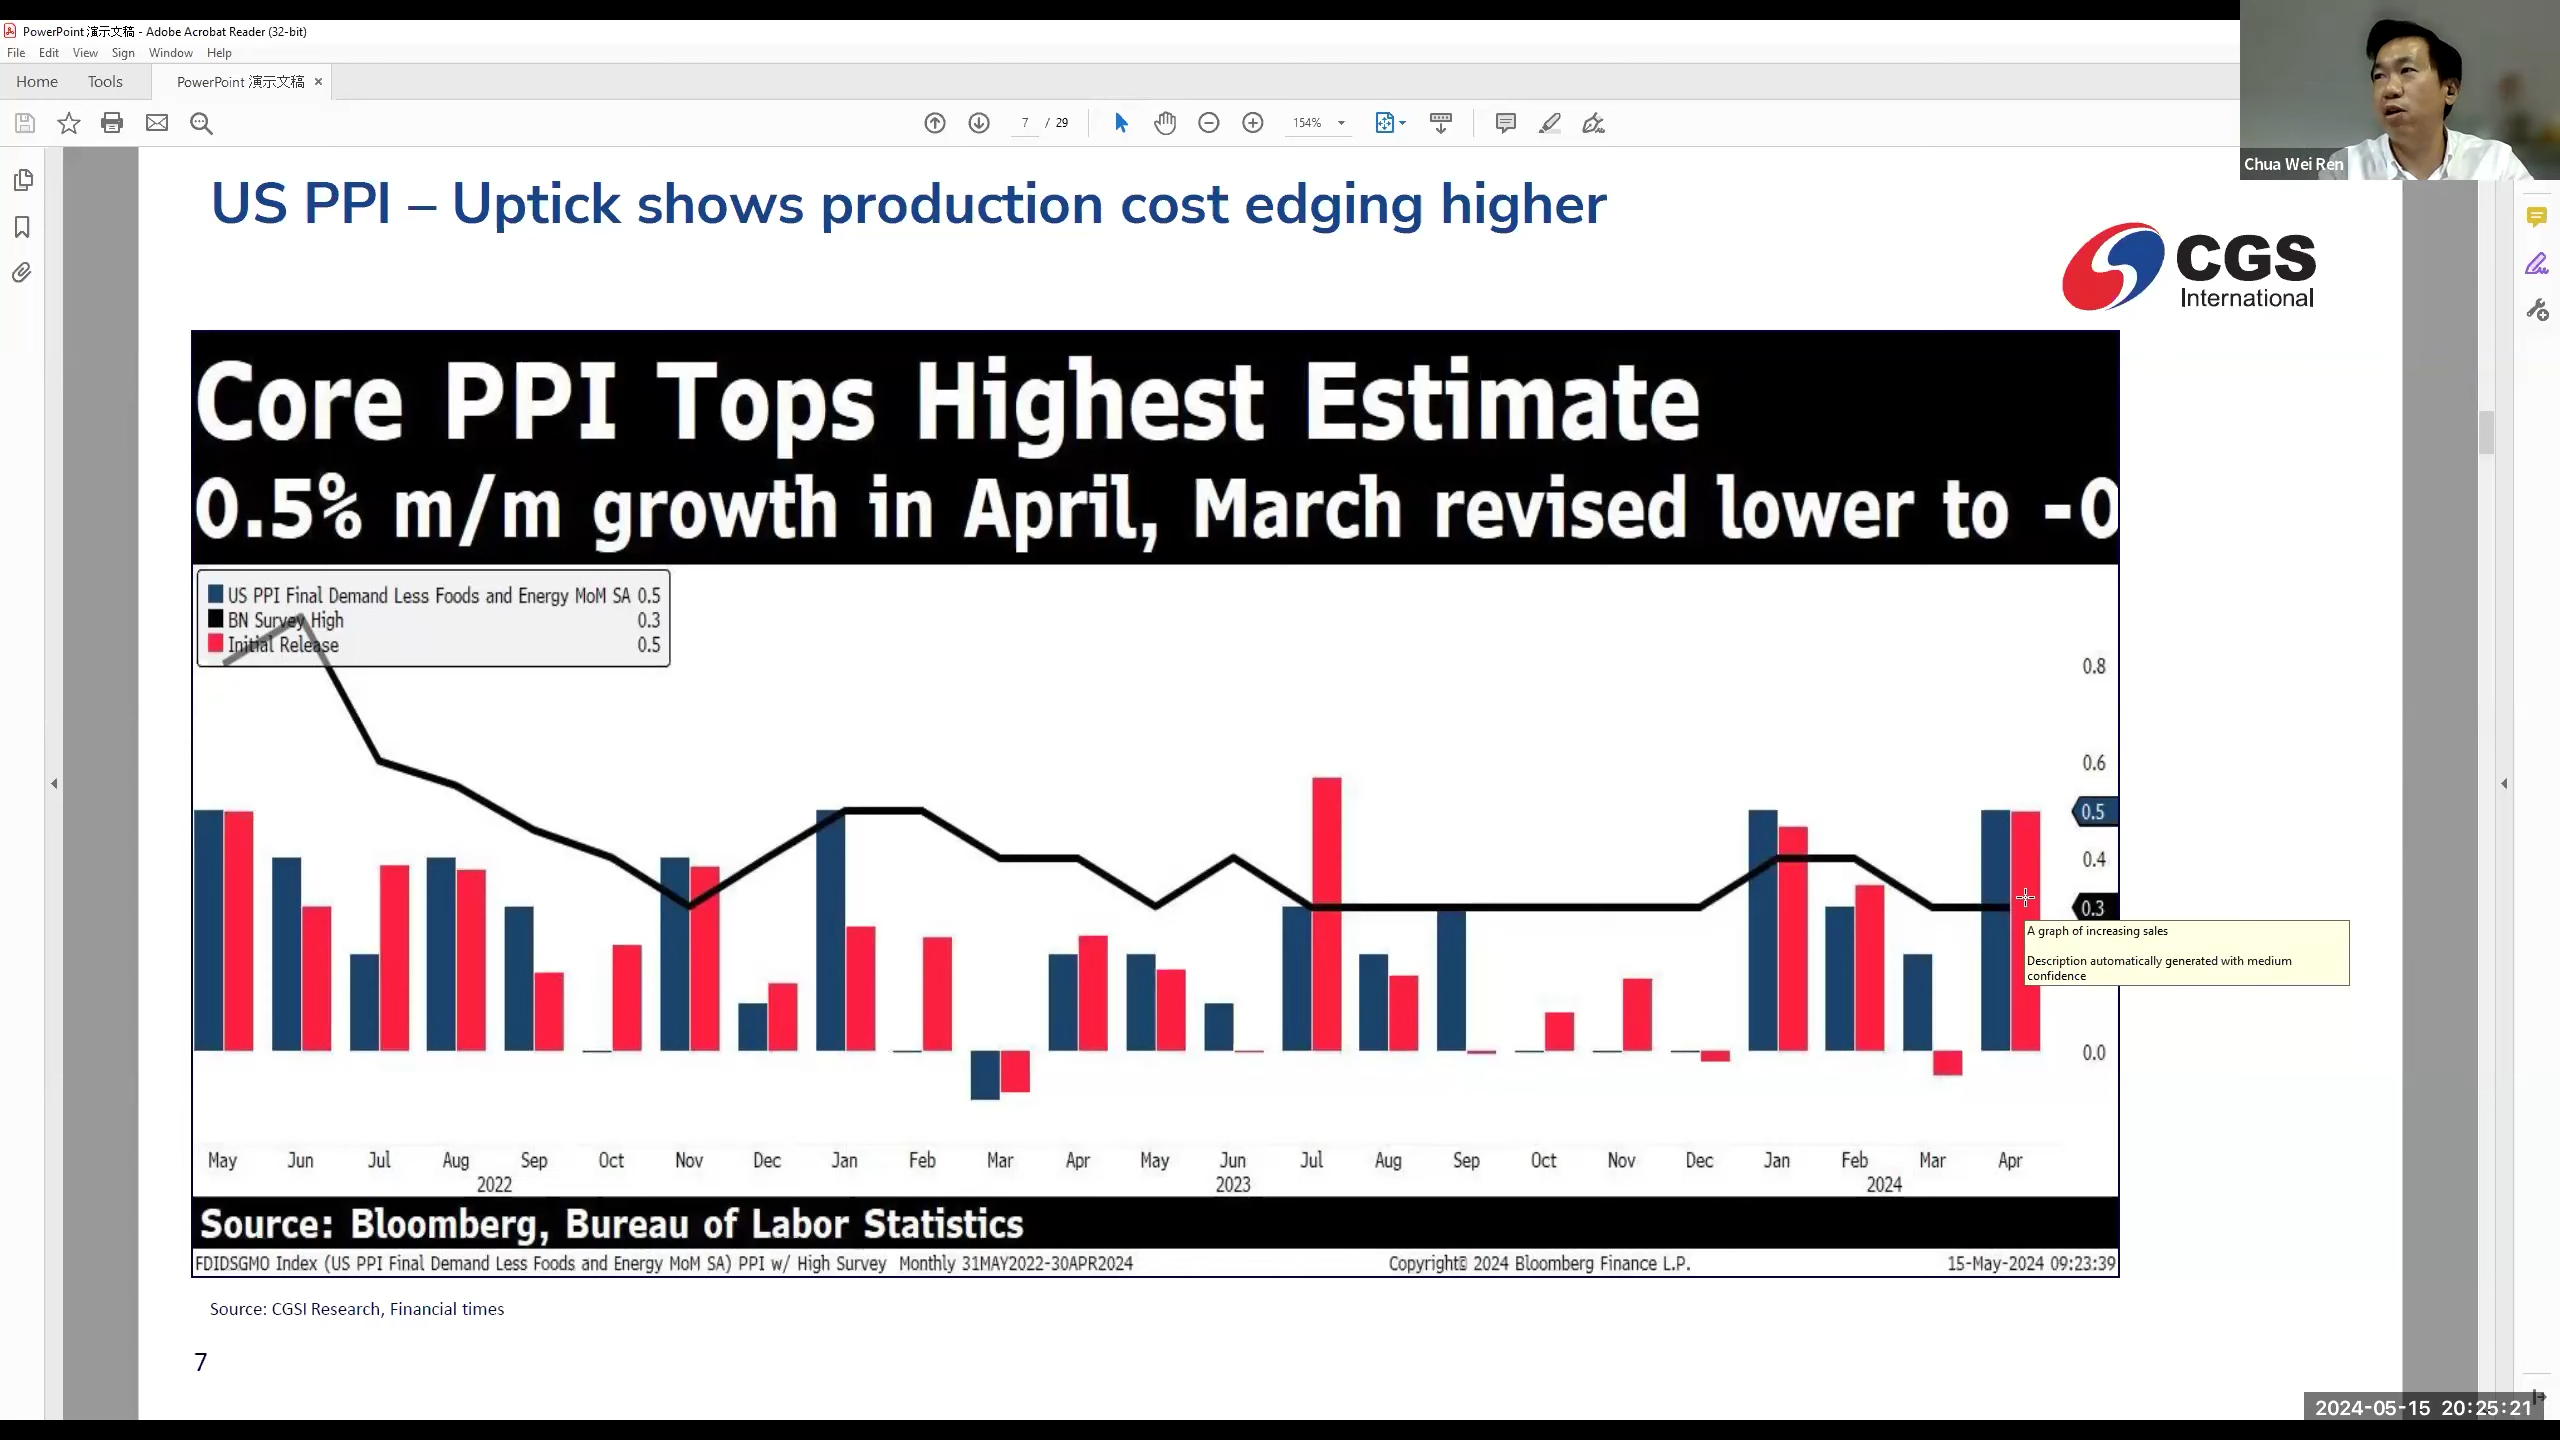 PowerPoint 演示文稿 - Adobe Acrobat Reader (32-bit)
File Edit View Sign Window Help
Home Tools PowerPoint 演示文稿 ×
7 / 29 154%
Chua Wei Ren
US PPI – Uptick shows production cost edging higher
CGS
International
Core PPI Tops Highest Estimate
0.5% m/m growth in April, March revised lower to -0
US PPI Final Demand Less Foods and Energy MoM SA 0.5
BN Survey High 0.3
Initial Release 0.5
0.8
0.6
0.5
0.4
0.3
A graph of increasing sales
Description automatically generated with medium
confidence
0.0
May Jun Jul Aug Sep Oct Nov Dec Jan Feb Mar Apr May Jun Jul Aug Sep Oct Nov Dec Jan Feb Mar Apr
2022 2023 2024
Source: Bloomberg, Bureau of Labor Statistics
FDIDSGMO Index (US PPI Final Demand Less Foods and Energy MoM SA) PPI w/ High Survey Monthly 31MAY2022-30APR2024 Copyright© 2024 Bloomberg Finance L.P. 15-May-2024 09:23:39
Source: CGSI Research, Financial times
7
2024-05-15 20:25:21